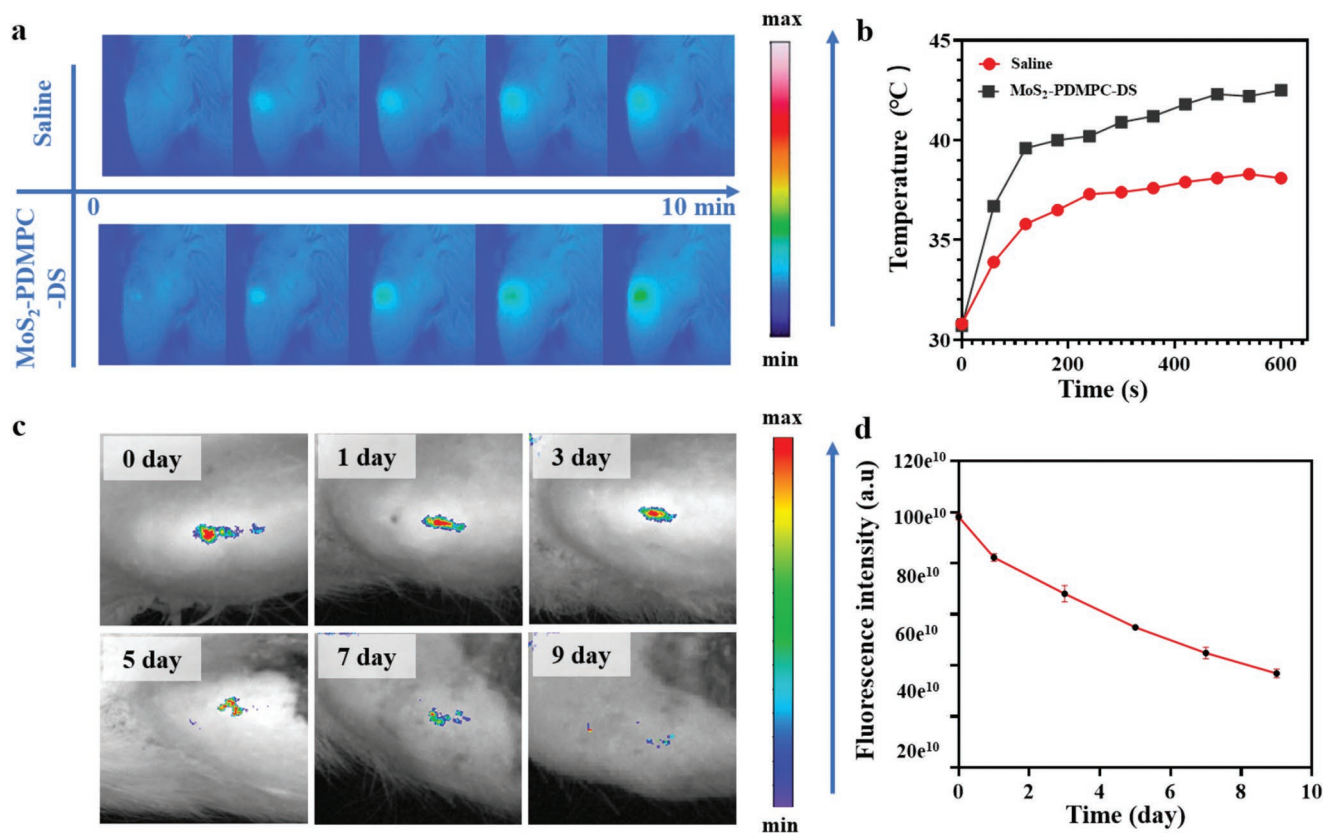 a
Saline
MoS₂-PDMPC
-DS
0
10 min
max
min
b
Temperature (°C)
45
40
35
30
Saline
MoS₂-PDMPC-DS
0
200
400
600
Time (s)
c
0 day
1 day
3 day
5 day
7 day
9 day
max
min
d
Fluorescence intensity (a.u)
120e¹⁰
100e¹⁰
80e¹⁰
60e¹⁰
40e¹⁰
20e¹⁰
0
2
4
6
8
10
Time (day)